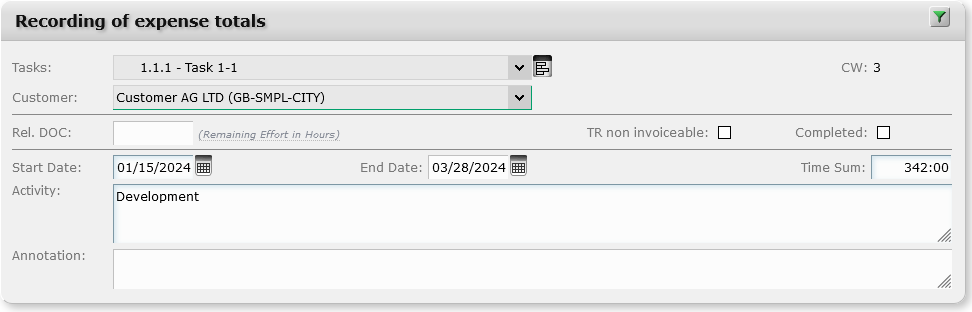 Recording of expense totals
Tasks: 1.1.1 - Task 1-1 CW: 3
Customer: Customer AG LTD (GB-SMPL-CITY)
Rel. DOC: (Remaining Effort in Hours) TR non invoiceable: Completed:
Start Date: 01/15/2024 End Date: 03/28/2024 Time Sum: 342:00
Activity: Development
Annotation: